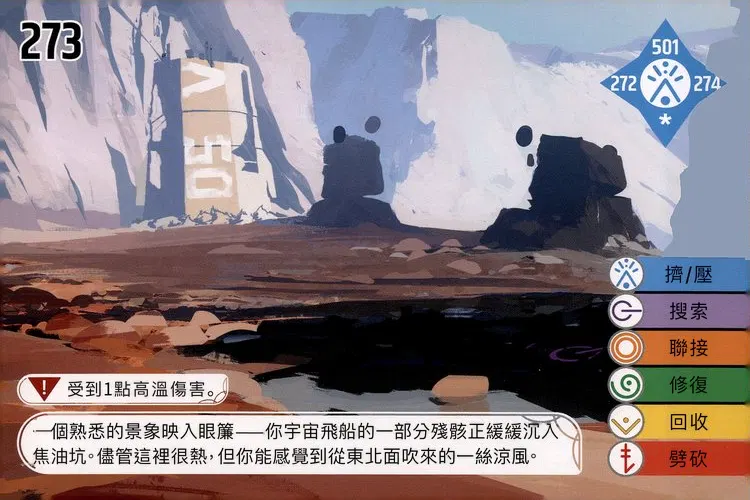 273
501
272
274
*
V
05
擠/壓
搜索
聯接
修復
回收
劈砍
! 受到1點高溫傷害。
一個熟悉的景象映入眼簾——你宇宙飛船的一部分殘骸正緩緩沉入
焦油坑。儘管這裡很熱,但你能感覺到從東北面吹來的一絲涼風。